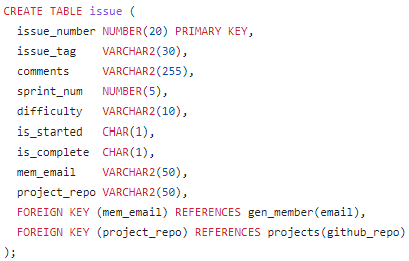 CREATE TABLE issue (
  issue_number NUMBER(20) PRIMARY KEY,
  issue_tag    VARCHAR2(30),
  comments     VARCHAR2(255),
  sprint_num   NUMBER(5),
  difficulty   VARCHAR2(10),
  is_started   CHAR(1),
  is_complete  CHAR(1),
  mem_email    VARCHAR2(50),
  project_repo VARCHAR2(50),
  FOREIGN KEY (mem_email) REFERENCES gen_member(email),
  FOREIGN KEY (project_repo) REFERENCES projects(github_repo)
);